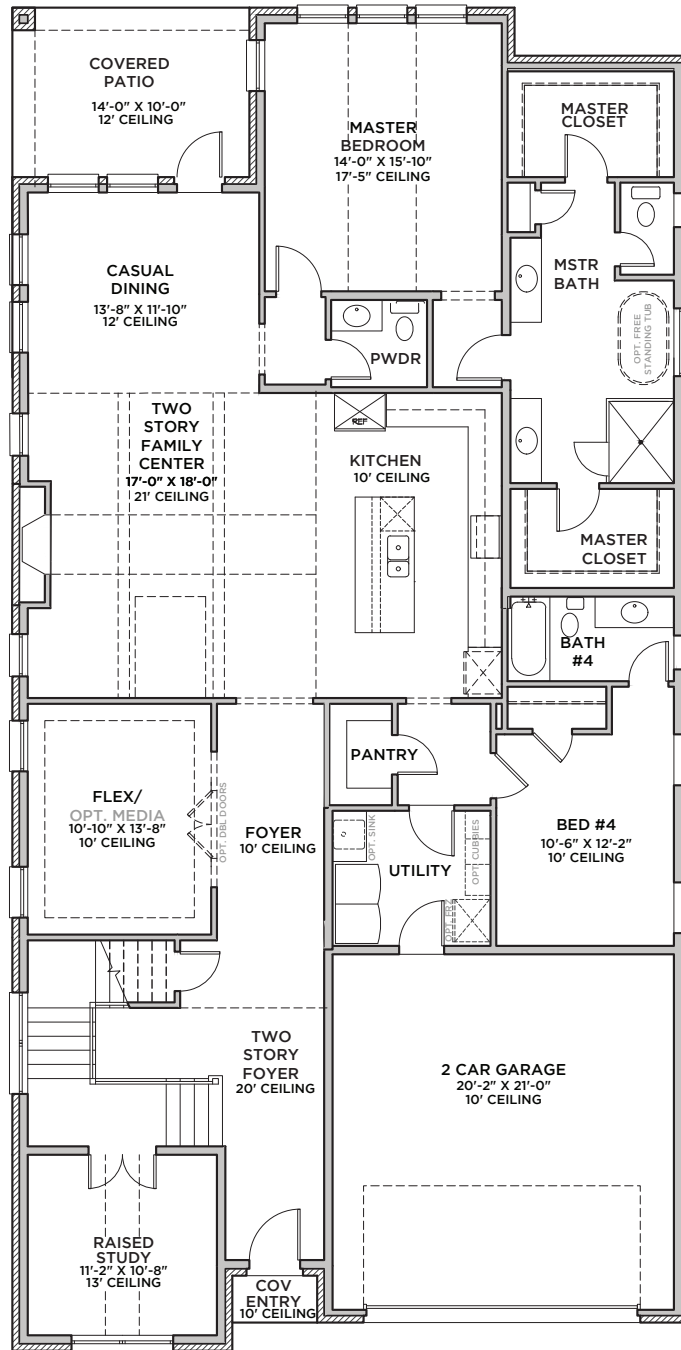 COVERED
PATIO
14'-0" X 10'-0"
12' CEILING
MASTER
BEDROOM
14'-0" X 15'-10"
17'-5" CEILING
MASTER
CLOSET
CASUAL
DINING
13'-8" X 11'-10"
12' CEILING
MSTR
BATH
OPT. FREE
STANDING TUB
PWDR
TWO
STORY
FAMILY
CENTER
17'-0" X 18'-0"
21' CEILING
REF
KITCHEN
10' CEILING
MASTER
CLOSET
BATH
#4
PANTRY
FLEX/
OPT. MEDIA
10'-10" X 13'-8"
10' CEILING
OPT. DBL DOORS
FOYER
10' CEILING
OPT. SINK
UTILITY
OPT. CUBBIES
OPT. FRZ
BED #4
10'-6" X 12'-2"
10' CEILING
TWO
STORY
FOYER
20' CEILING
2 CAR GARAGE
20'-2" X 21'-0"
10' CEILING
RAISED
STUDY
11'-2" X 10'-8"
13' CEILING
COV
ENTRY
10' CEILING